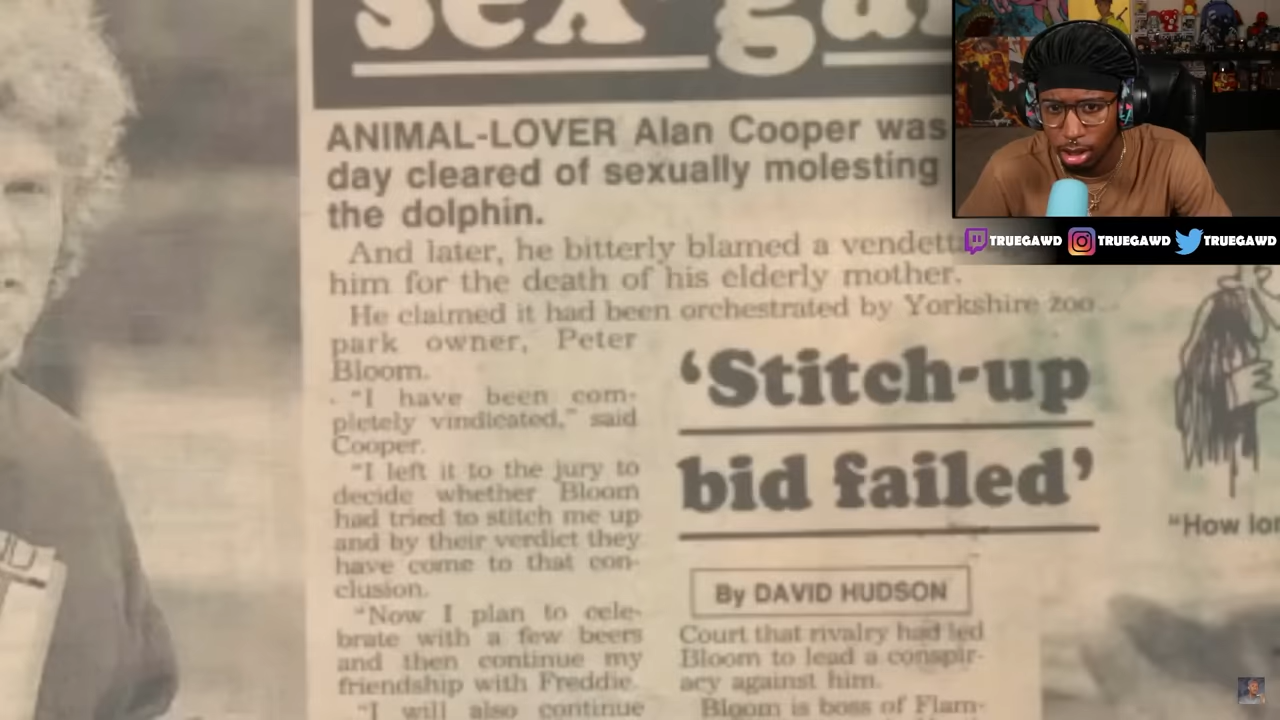 sex
ANIMAL-LOVER Alan Cooper was
day cleared of sexually molesting
the dolphin.
And later, he bitterly blamed a
him for the death of his elderly mother.
He claimed it had been orchestrated by Yorkshire zoo
park owner, Peter
Bloom.
"I have been com-
pletely vindicated," said
Cooper.
"I left it to the jury to
decide whether Bloom
had tried to stitch me up
and by their verdict they
have come to that con-
clusion.
"Now I plan to cele-
brate with a few beers
and then continue my
friendship with Freddie.
"I will also continue
'Stitch-up
bid failed'
By DAVID HUDSON
Court that rivalry had led
Bloom to lead a conspir-
acy against him.
Bloom is boss of Flam-
"How
TRUEGAWD TRUEGAWD TRUEGAWD